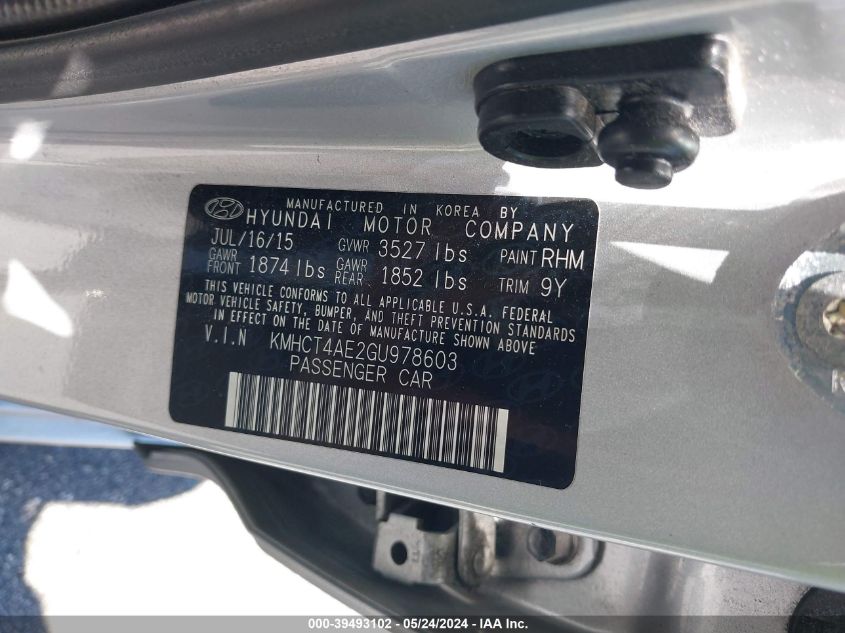 MANUFACTURED IN KOREA BY
HYUNDAI MOTOR COMPANY
JUL/16/15 GVWR 3527 lbs PAINT RHM
GAWR FRONT 1874 lbs GAWR REAR 1852 lbs TRIM 9Y
THIS VEHICLE CONFORMS TO ALL APPLICABLE U.S.A. FEDERAL
MOTOR VEHICLE SAFETY, BUMPER, AND THEFT PREVENTION STANDARDS
IN EFFECT ON THE DATE OF MANUFACTURE SHOWN ABOVE.
V.I.N KMHCT4AE2GU978603
PASSENGER CAR
000-39493102 - 05/24/2024 - IAA Inc.